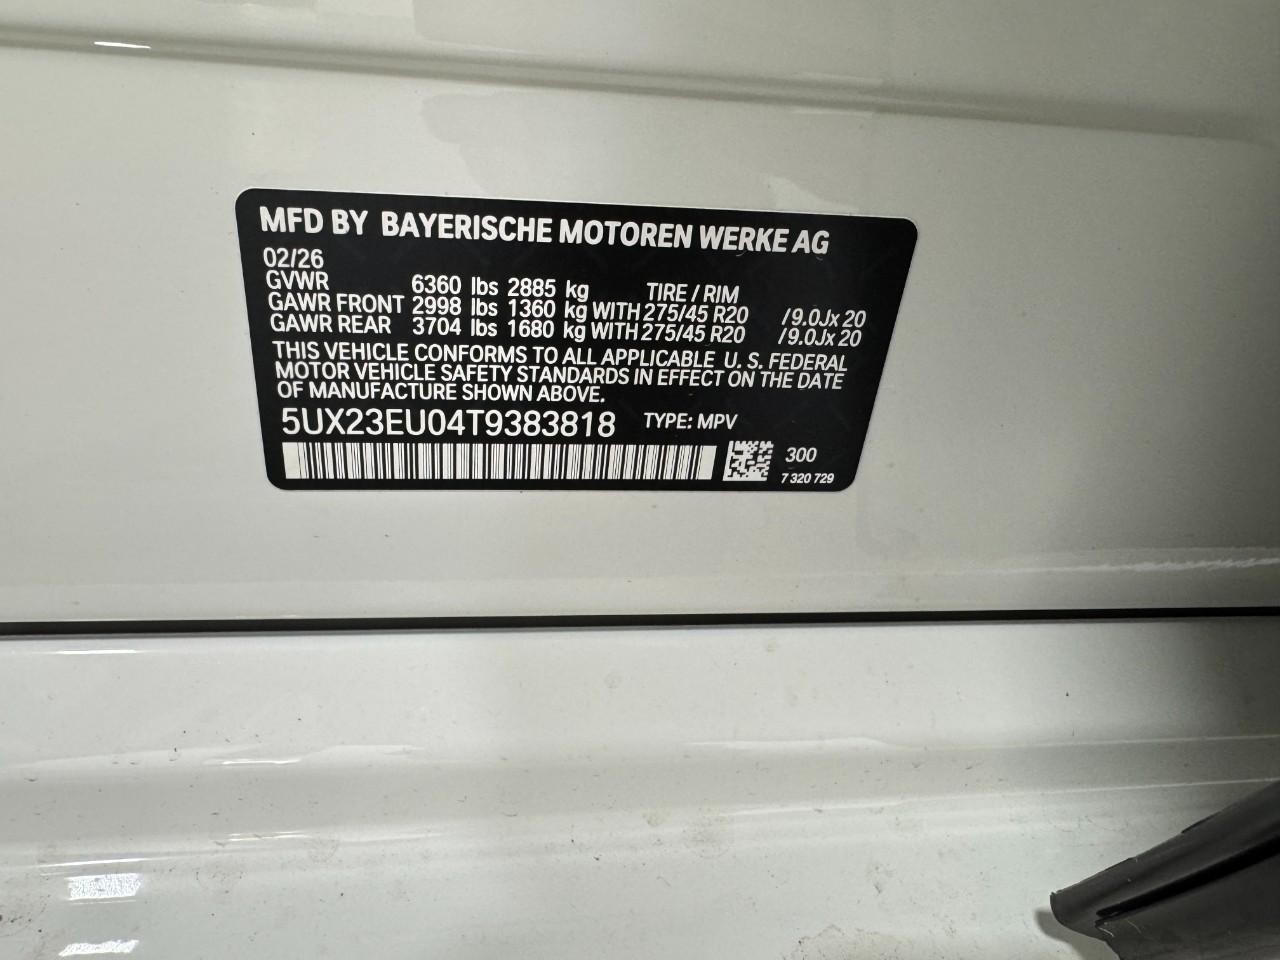 MFD BY BAYERISCHE MOTOREN WERKE AG
02/26
GVWR 6360 lbs 2885 kg TIRE / RIM
GAWR FRONT 2998 lbs 1360 kg WITH 275/45 R20 /9.0Jx 20
GAWR REAR 3704 lbs 1680 kg WITH 275/45 R20 /9.0Jx 20
THIS VEHICLE CONFORMS TO ALL APPLICABLE U. S. FEDERAL
MOTOR VEHICLE SAFETY STANDARDS IN EFFECT ON THE DATE
OF MANUFACTURE SHOWN ABOVE.
5UX23EU04T9383818 TYPE: MPV
300
7 320 729